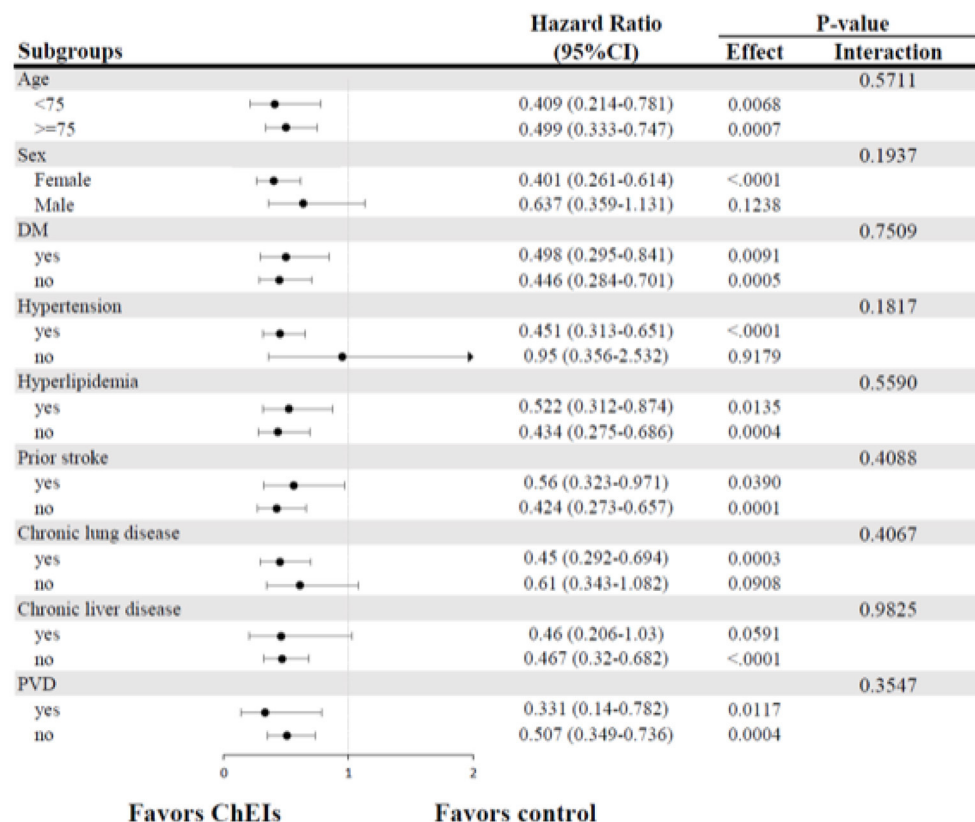 Hazard Ratio P-value
Subgroups (95%CI) Effect Interaction
Age 0.5711
<75 0.409 (0.214-0.781) 0.0068
>=75 0.499 (0.333-0.747) 0.0007
Sex 0.1937
Female 0.401 (0.261-0.614) <.0001
Male 0.637 (0.359-1.131) 0.1238
DM 0.7509
yes 0.498 (0.295-0.841) 0.0091
no 0.446 (0.284-0.701) 0.0005
Hypertension 0.1817
yes 0.451 (0.313-0.651) <.0001
no 0.95 (0.356-2.532) 0.9179
Hyperlipidemia 0.5590
yes 0.522 (0.312-0.874) 0.0135
no 0.434 (0.275-0.686) 0.0004
Prior stroke 0.4088
yes 0.56 (0.323-0.971) 0.0390
no 0.424 (0.273-0.657) 0.0001
Chronic lung disease 0.4067
yes 0.45 (0.292-0.694) 0.0003
no 0.61 (0.343-1.082) 0.0908
Chronic liver disease 0.9825
yes 0.46 (0.206-1.03) 0.0591
no 0.467 (0.32-0.682) <.0001
PVD 0.3547
yes 0.331 (0.14-0.782) 0.0117
no 0.507 (0.349-0.736) 0.0004
0 1 2
Favors ChEIs Favors control